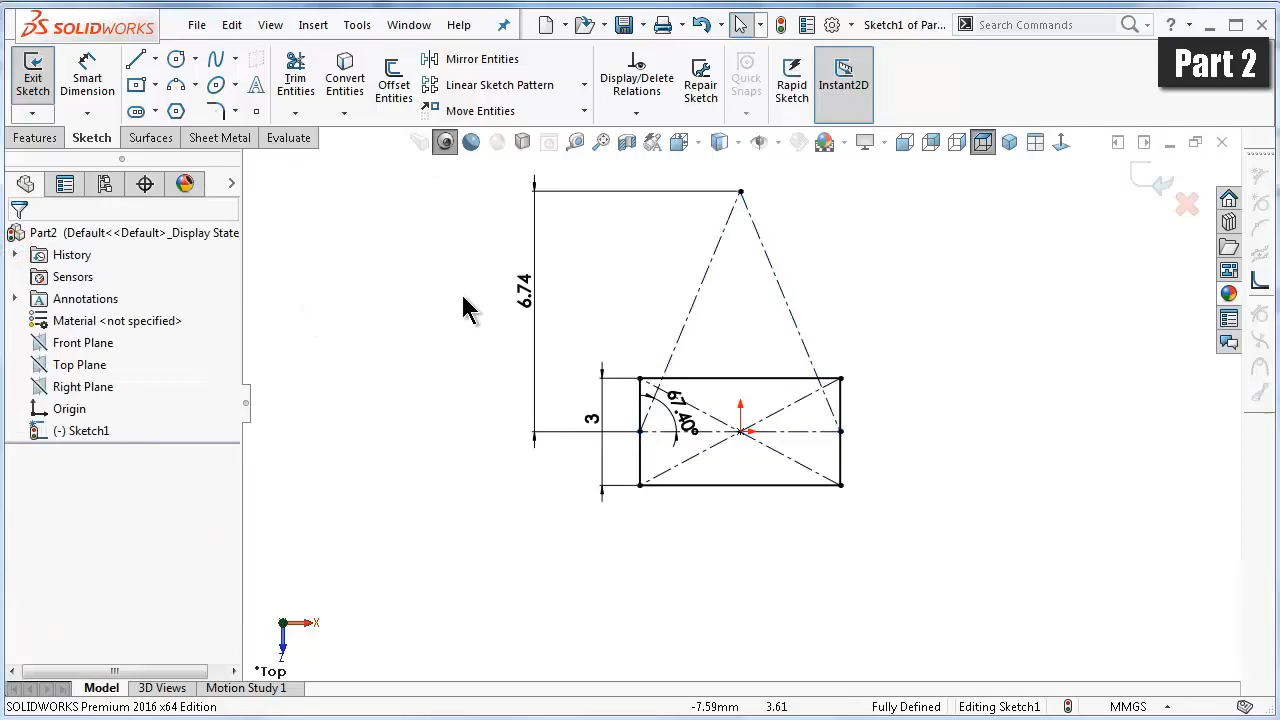 SOLIDWORKS
File Edit View Insert Tools Window Help
Sketch1 of Par...
Search Commands
?
Part 2
Exit Sketch
Smart Dimension
Trim Entities
Convert Entities
Offset Entities
Mirror Entities
Linear Sketch Pattern
Move Entities
Display/Delete Relations
Repair Sketch
Quick Snaps
Rapid Sketch
Instant2D
Features Sketch Surfaces Sheet Metal Evaluate
Part2 (Default<<Default>_Display State
History
Sensors
Annotations
Material <not specified>
Front Plane
Top Plane
Right Plane
Origin
(-) Sketch1
6.74
3
67.40°
X
Z
*Top
Model 3D Views Motion Study 1
SOLIDWORKS Premium 2016 x64 Edition
-7.59mm 3.61 Fully Defined Editing Sketch1 MMGS